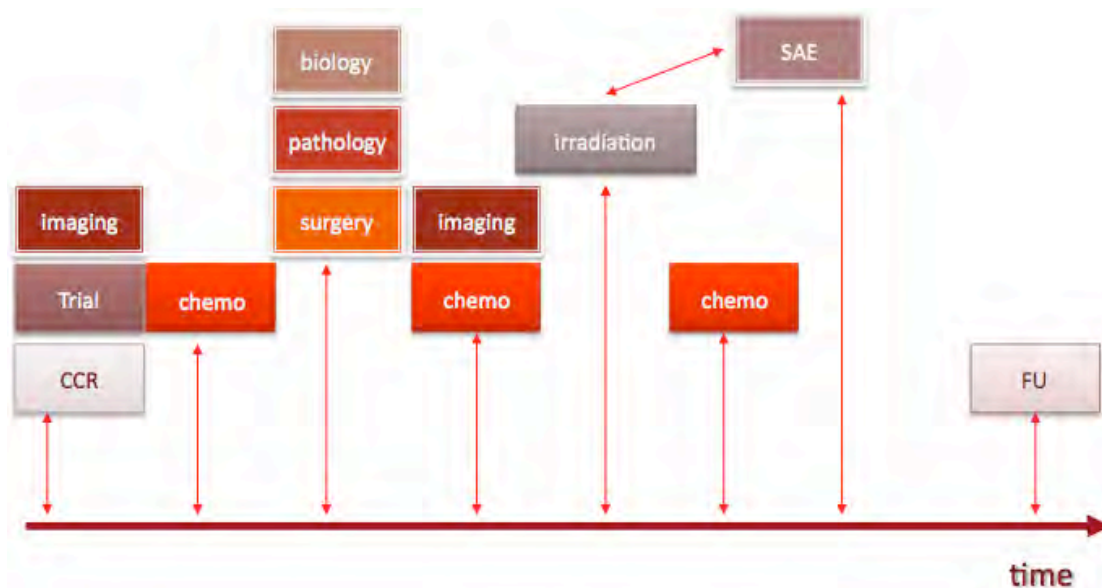 biology
SAE
pathology
irradiation
imaging
surgery
imaging
Trial
chemo
chemo
chemo
CCR
FU
time